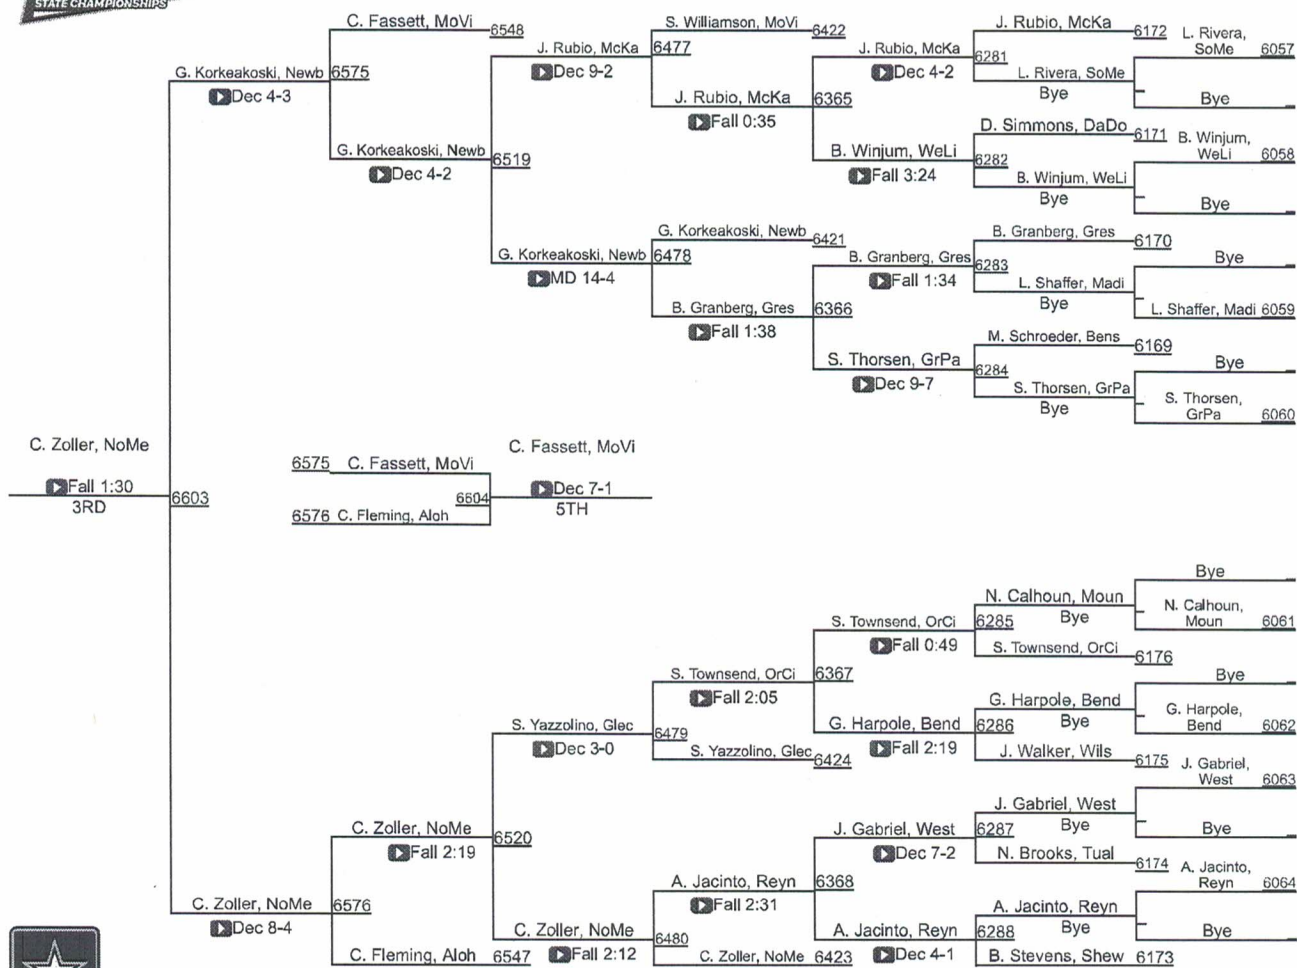 STATE CHAMPIONSHIPS
C. Fassett, MoVi
6548
G. Korkeakoski, Newb
6575
Dec 4-3
G. Korkeakoski, Newb
Dec 4-2
6519
J. Rubio, McKa
Dec 9-2
6477
G. Korkeakoski, Newb
MD 14-4
6478
S. Williamson, MoVi
6422
J. Rubio, McKa
Fall 0:35
6365
G. Korkeakoski, Newb
6421
B. Granberg, Gres
Fall 1:38
6366
J. Rubio, McKa
Dec 4-2
6281
B. Winjum, WeLi
Fall 3:24
6282
B. Granberg, Gres
Fall 1:34
6283
S. Thorsen, GrPa
Dec 9-7
6284
J. Rubio, McKa
6172
L. Rivera, SoMe
Bye
D. Simmons, DaDo
6171
B. Winjum, WeLi
Bye
B. Granberg, Gres
6170
L. Shaffer, Madi
Bye
M. Schroeder, Bens
6169
S. Thorsen, GrPa
Bye
L. Rivera,
SoMe
6057
Bye
B. Winjum,
WeLi
6058
Bye
Bye
L. Shaffer, Madi
6059
Bye
S. Thorsen,
GrPa
6060
C. Zoller, NoMe
Fall 1:30
3RD
6603
6575
C. Fassett, MoVi
6576
C. Fleming, Aloh
6604
C. Fassett, MoVi
Dec 7-1
5TH
C. Zoller, NoMe
Dec 8-4
6576
C. Zoller, NoMe
Fall 2:19
6520
C. Fleming, Aloh
6547
S. Yazzolino, Glec
Dec 3-0
6479
C. Zoller, NoMe
Fall 2:12
6480
S. Townsend, OrCi
Fall 2:05
6367
S. Yazzolino, Glec
6424
A. Jacinto, Reyn
Fall 2:31
6368
C. Zoller, NoMe
6423
S. Townsend, OrCi
Fall 0:49
6285
G. Harpole, Bend
Fall 2:19
6286
J. Gabriel, West
Dec 7-2
6287
A. Jacinto, Reyn
Dec 4-1
6288
N. Calhoun, Moun
Bye
S. Townsend, OrCi
6176
G. Harpole, Bend
Bye
J. Walker, Wils
6175
J. Gabriel, West
Bye
N. Brooks, Tual
6174
A. Jacinto, Reyn
Bye
B. Stevens, Shew
6173
Bye
N. Calhoun,
Moun
6061
Bye
G. Harpole,
Bend
6062
J. Gabriel,
West
6063
Bye
A. Jacinto,
Reyn
6064
Bye